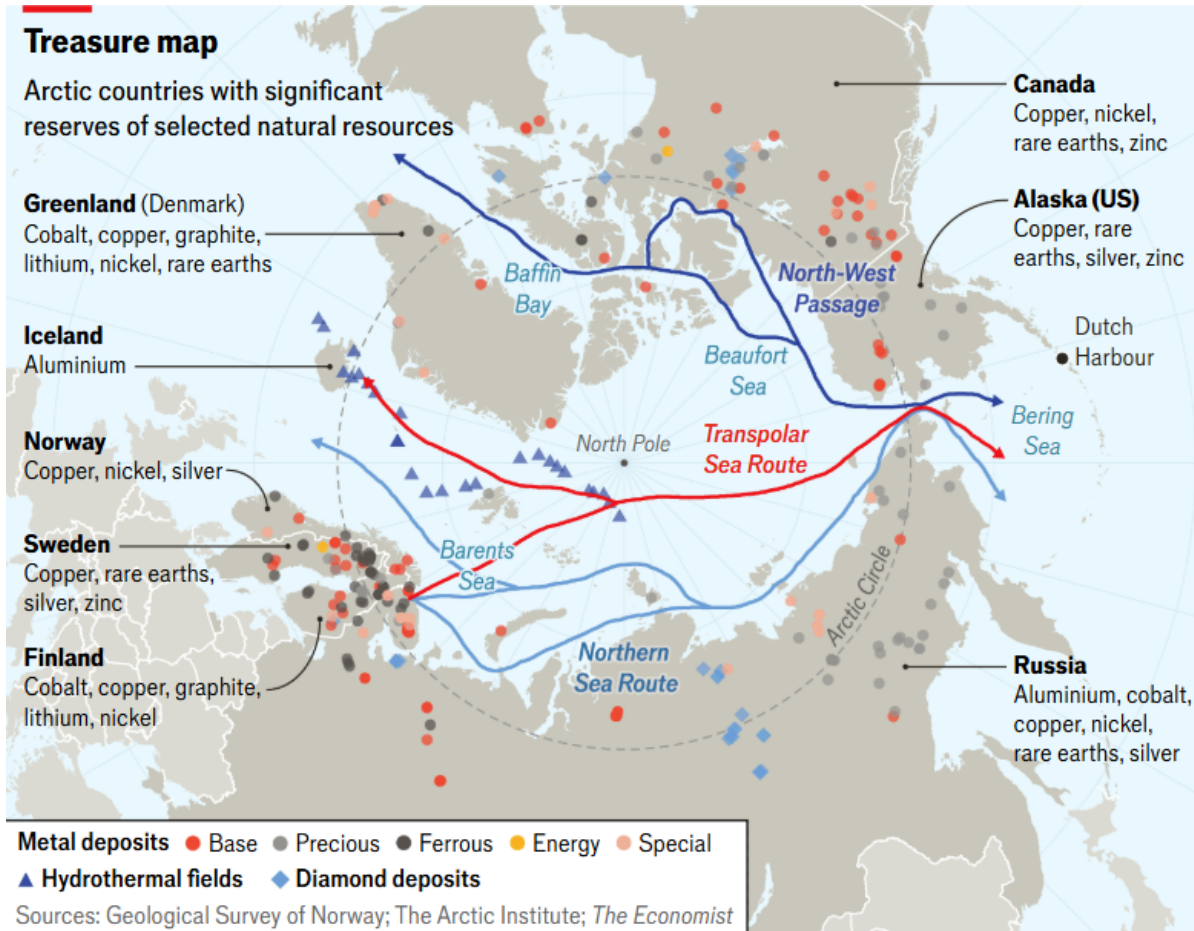 Treasure map
Arctic countries with significant
reserves of selected natural resources
Greenland (Denmark)
Cobalt, copper, graphite,
lithium, nickel, rare earths
Iceland
Aluminium
Norway
Copper, nickel, silver
Sweden
Copper, rare earths,
silver, zinc
Finland
Cobalt, copper, graphite,
lithium, nickel
Canada
Copper, nickel,
rare earths, zinc
Alaska (US)
Copper, rare
earths, silver, zinc
Dutch
Harbour
Russia
Aluminium, cobalt,
copper, nickel,
rare earths, silver
Baffin
Bay
North-West
Passage
Beaufort
Sea
Bering
Sea
North Pole
Transpolar
Sea Route
Barents
Sea
Northern
Sea Route
Arctic Circle
Metal deposits Base Precious Ferrous Energy Special
Hydrothermal fields Diamond deposits
Sources: Geological Survey of Norway; The Arctic Institute; The Economist